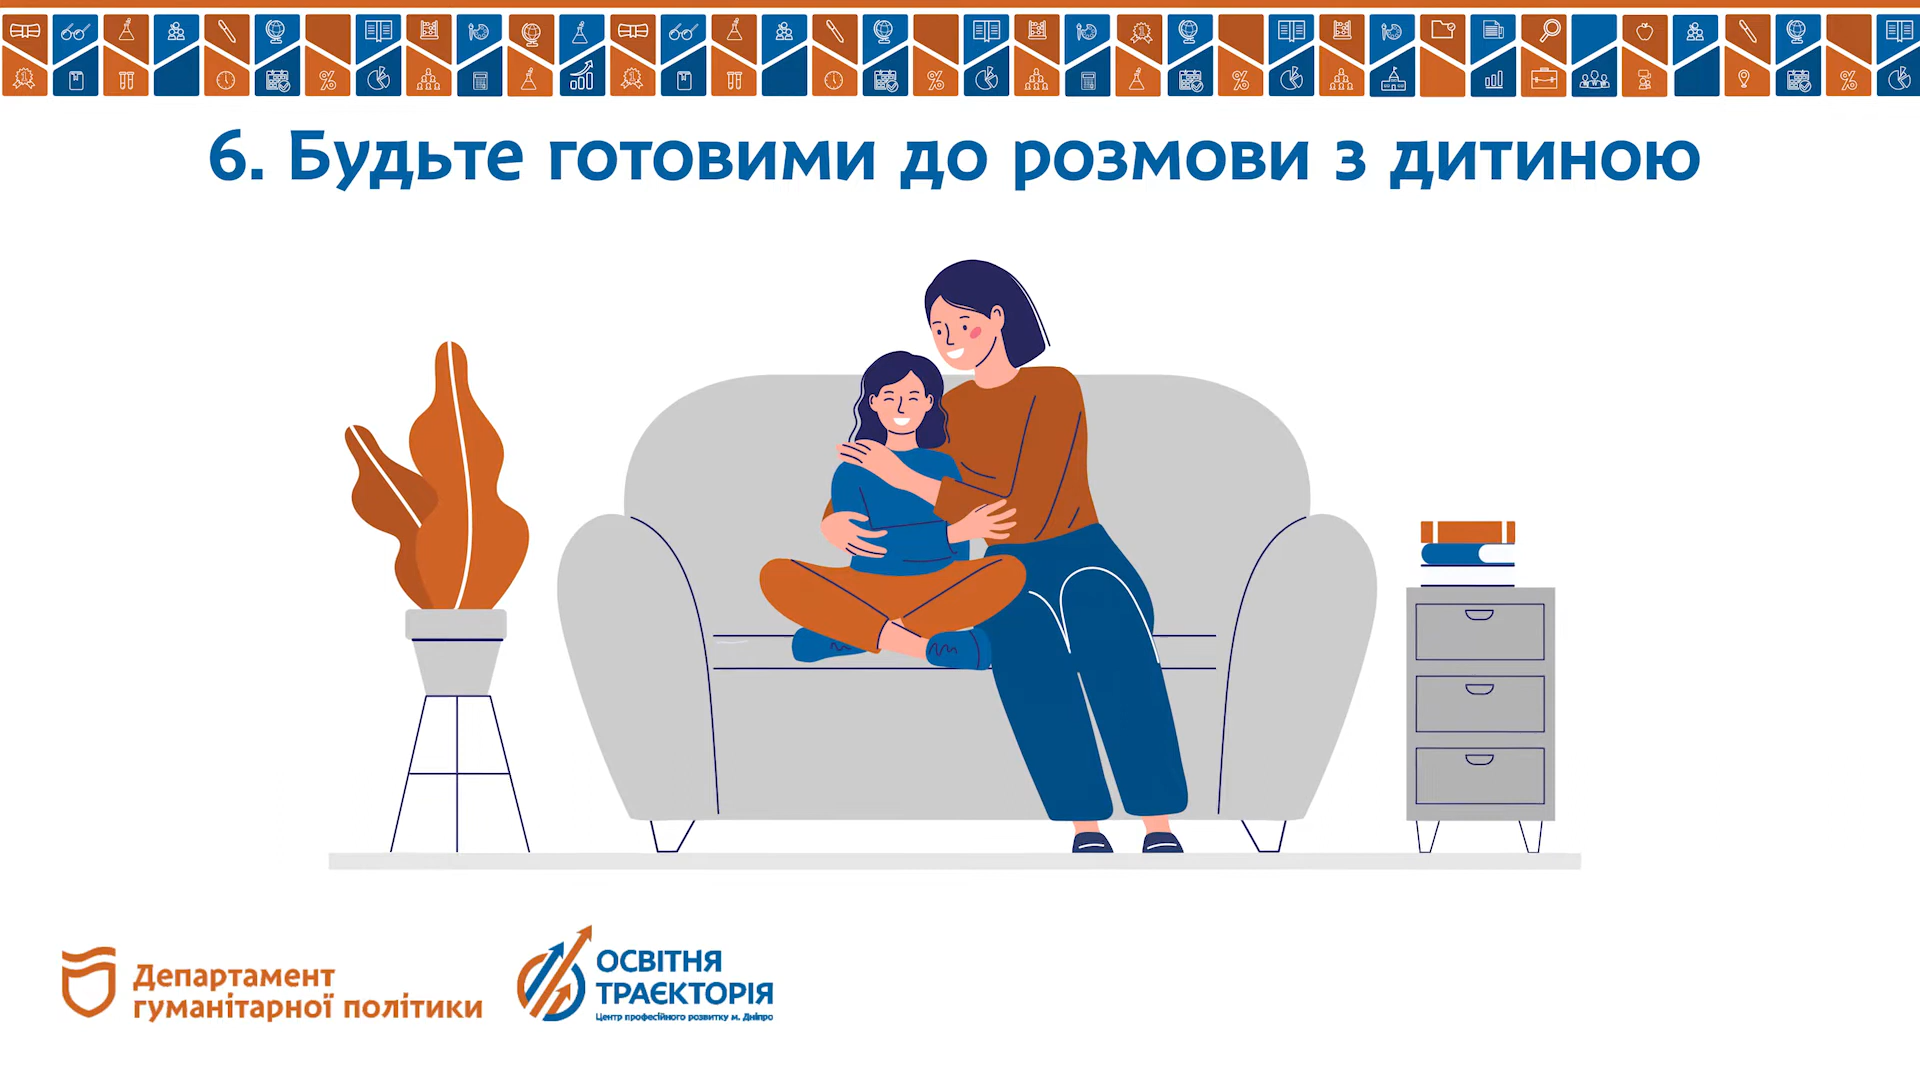 6. Будьте готовими до розмови з дитиною
Департамент
гуманітарної політики
ОСВІТНЯ
ТРАЄКТОРІЯ
Центр професійного розвитку м. Дніпро